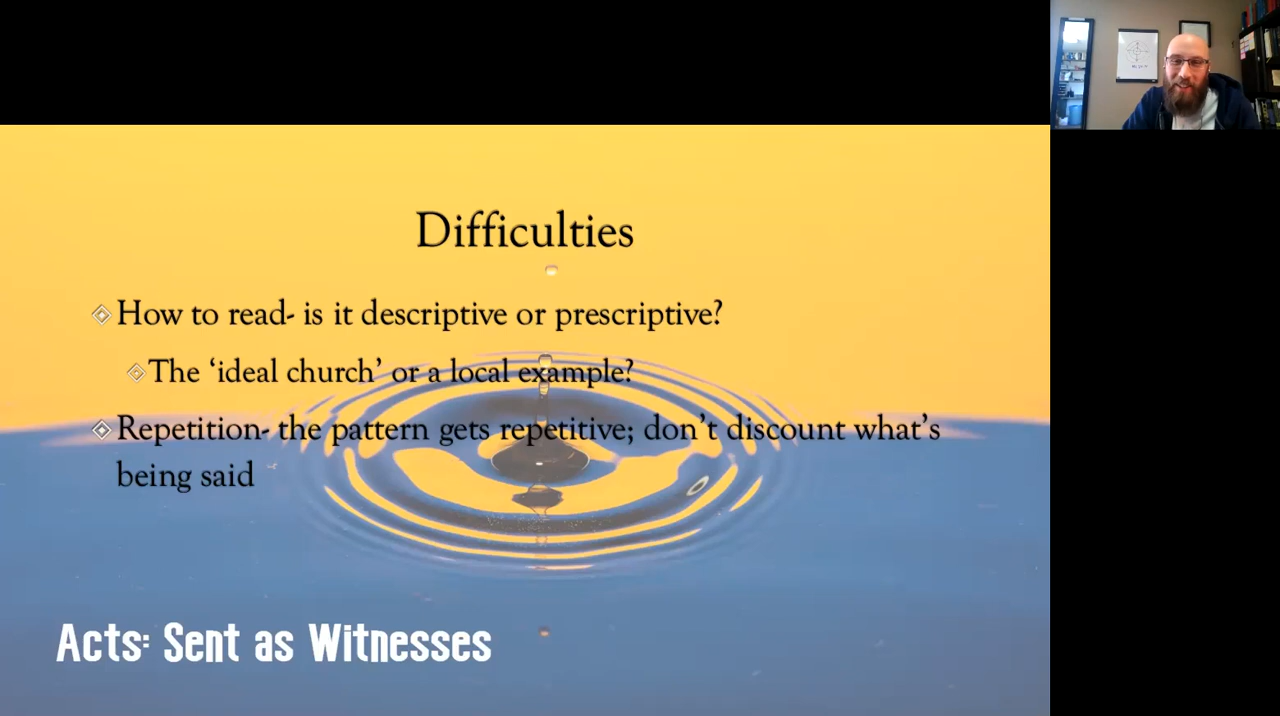 Difficulties
How to read- is it descriptive or prescriptive?
The ‘ideal church’ or a local example?
Repetition- the pattern gets repetitive; don’t discount what’s
being said
Acts: Sent as Witnesses